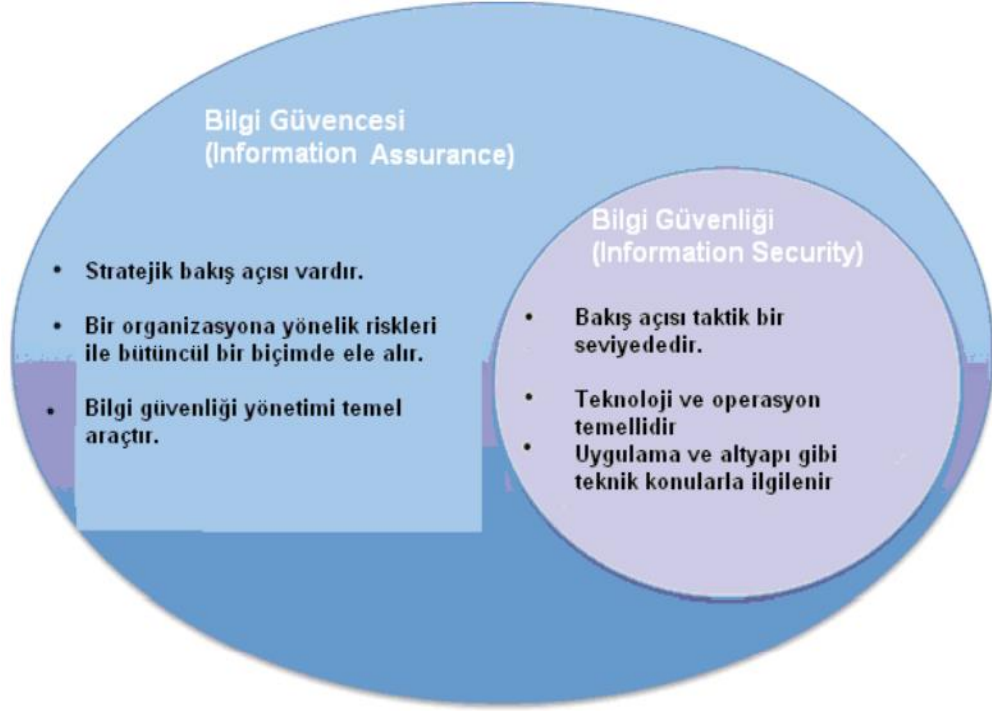 Bilgi Güvencesi
(Information Assurance)
• Stratejik bakış açısı vardır.
• Bir organizasyona yönelik riskleri
ile bütüncül bir biçimde ele alır.
• Bilgi güvenliği yönetimi temel
araçtır.
Bilgi Güvenliği
(Information Security)
• Bakış açısı taktik bir
seviyededir.
• Teknoloji ve operasyon
temellidir
• Uygulama ve altyapı gibi
teknik konularla ilgilenir